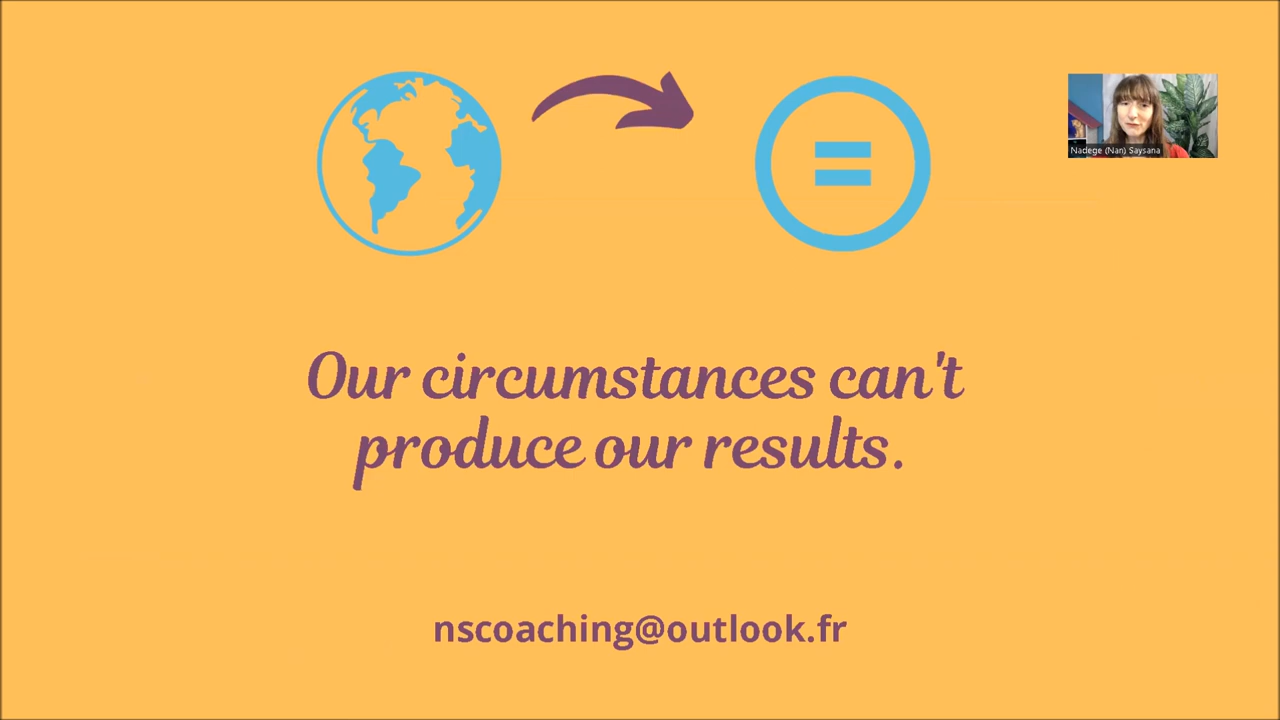 Nadege (Nan) Saysana
Our circumstances can't
produce our results.
nscoaching@outlook.fr